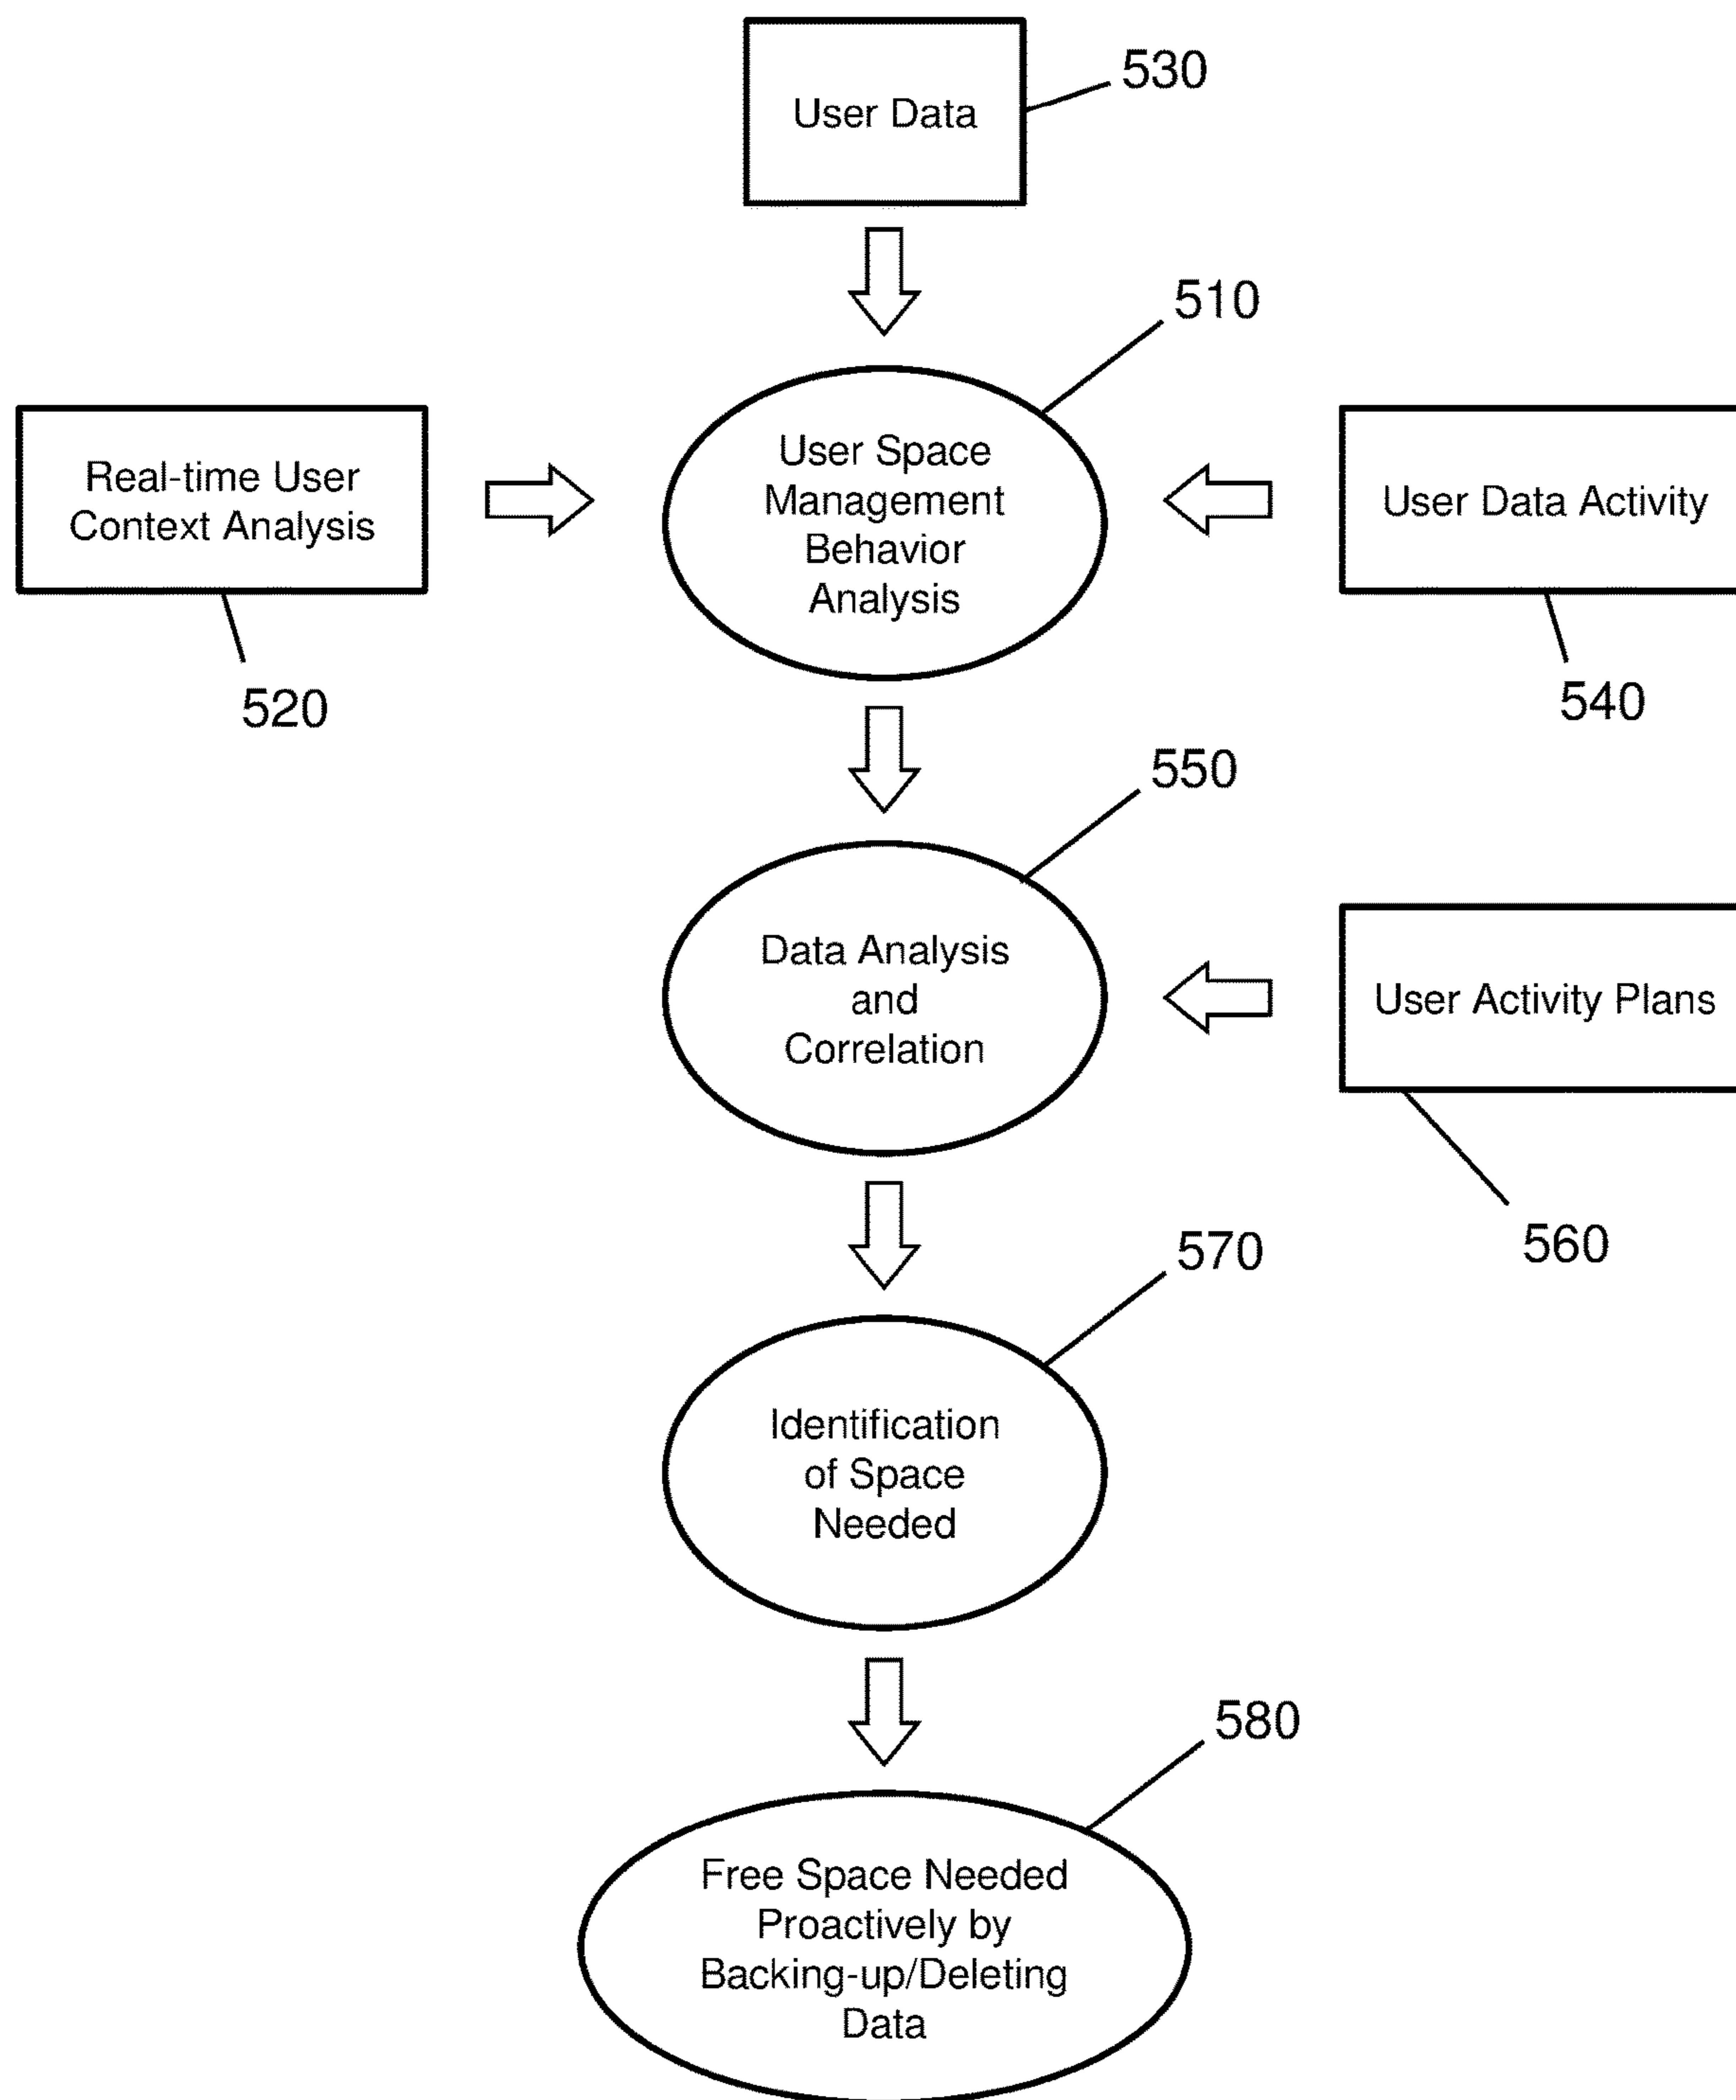 User Data
530
510
Real-time User
Context Analysis
520
User Space
Management
Behavior
Analysis
User Data Activity
540
550
Data Analysis
and
Correlation
User Activity Plans
560
570
Identification
of Space
Needed
580
Free Space Needed
Proactively by
Backing-up/Deleting
Data